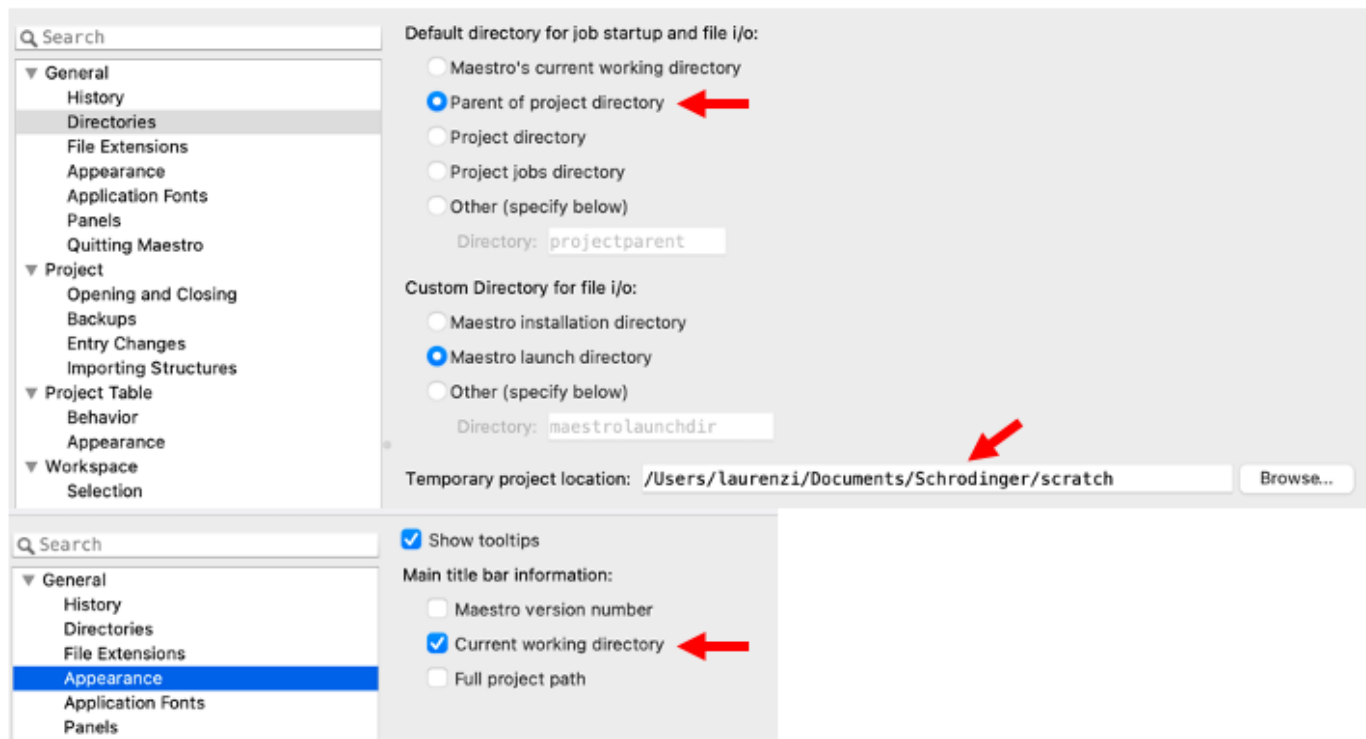 Search
General
History
Directories
File Extensions
Appearance
Application Fonts
Panels
Quitting Maestro
Project
Opening and Closing
Backups
Entry Changes
Importing Structures
Project Table
Behavior
Appearance
Workspace
Selection
Default directory for job startup and file i/o:
Maestro's current working directory
Parent of project directory
Project directory
Project jobs directory
Other (specify below)
Directory: projectparent
Custom Directory for file i/o:
Maestro installation directory
Maestro launch directory
Other (specify below)
Directory: maestrolaunchdir
Temporary project location: /Users/laurenzi/Documents/Schrodinger/scratch Browse...
Search
General
History
Directories
File Extensions
Appearance
Application Fonts
Panels
Show tooltips
Main title bar information:
Maestro version number
Current working directory
Full project path